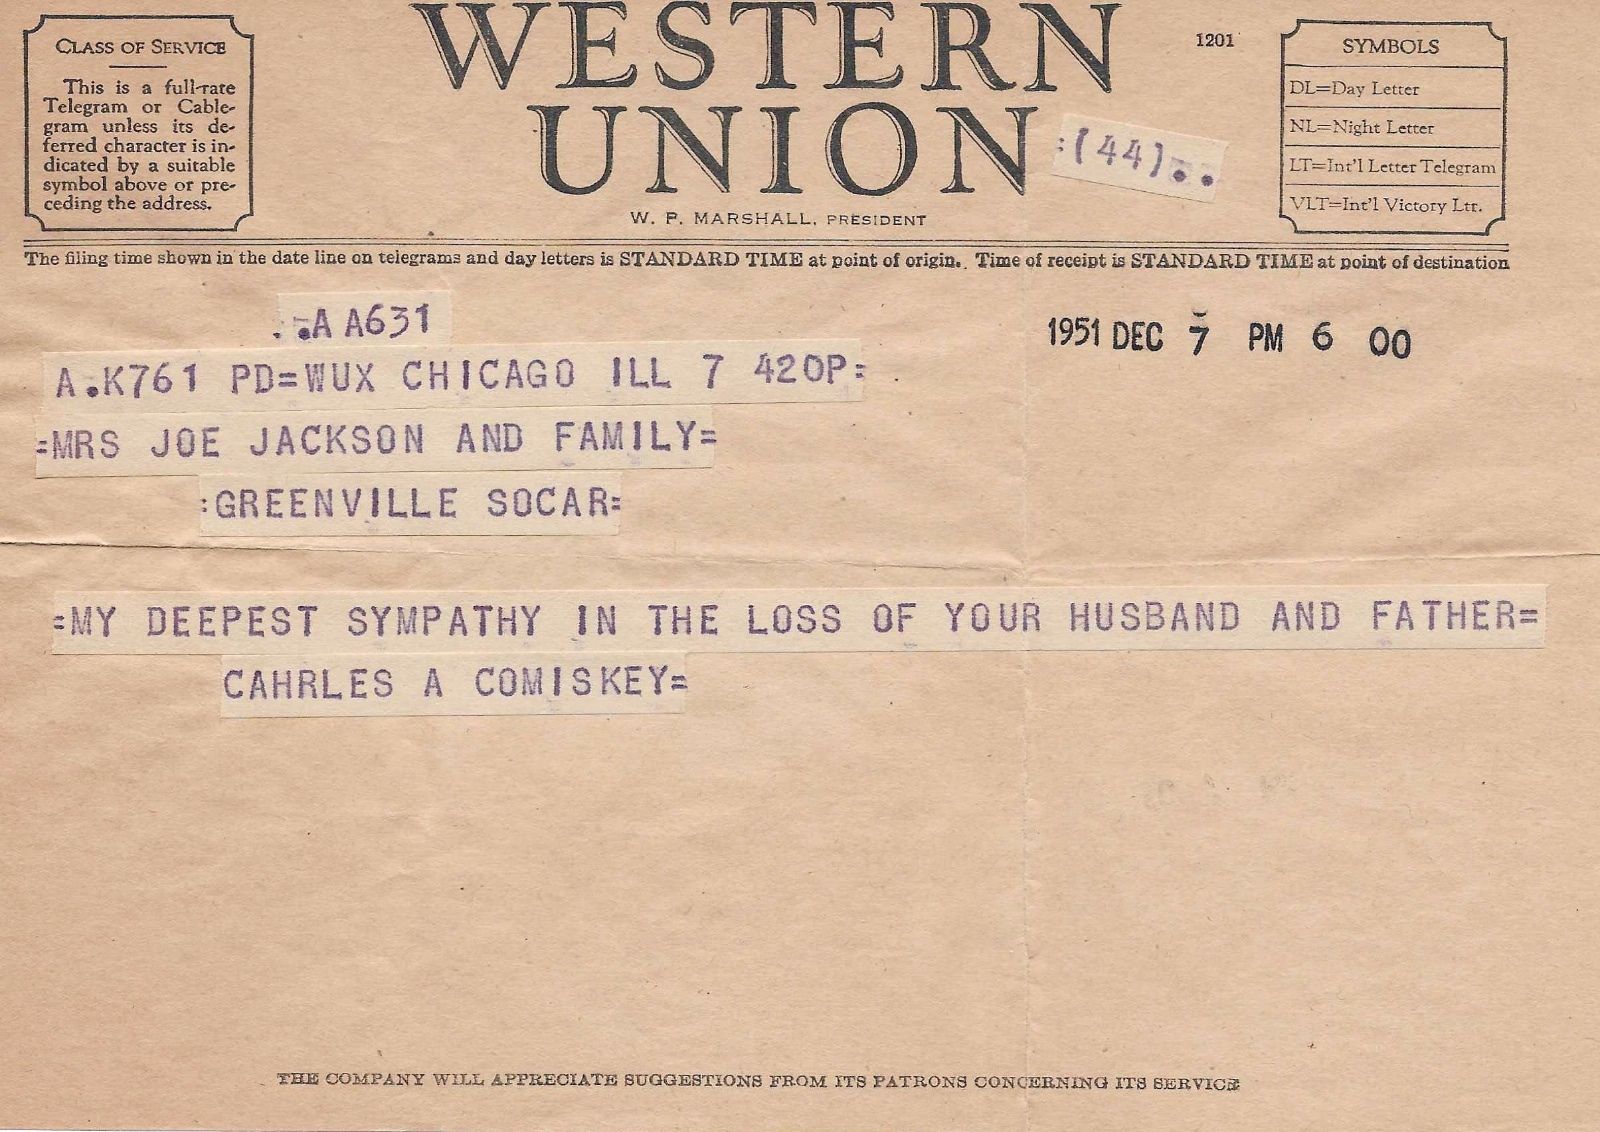 CLASS OF SERVICE
This is a full-rate
Telegram or Cable-
gram unless its de-
ferred character is in-
dicated by a suitable
symbol above or pre-
ceding the address.
WESTERN
UNION
W. P. MARSHALL, PRESIDENT
:(44)..
1201
SYMBOLS
DL=Day Letter
NL=Night Letter
LT=Int'l Letter Telegram
VLT=Int'l Victory Ltr.
The filing time shown in the date line on telegrams and day letters is STANDARD TIME at point of origin. Time of receipt is STANDARD TIME at point of destination
.A A631
1951 DEC 7 PM 6 00
A.K761 PD=WUX CHICAGO ILL 7 420P=
=MRS JOE JACKSON AND FAMILY=
:GREENVILLE SOCAR=
=MY DEEPEST SYMPATHY IN THE LOSS OF YOUR HUSBAND AND FATHER=
CAHRLES A COMISKEY=
THE COMPANY WILL APPRECIATE SUGGESTIONS FROM ITS PATRONS CONCERNING ITS SERVICE